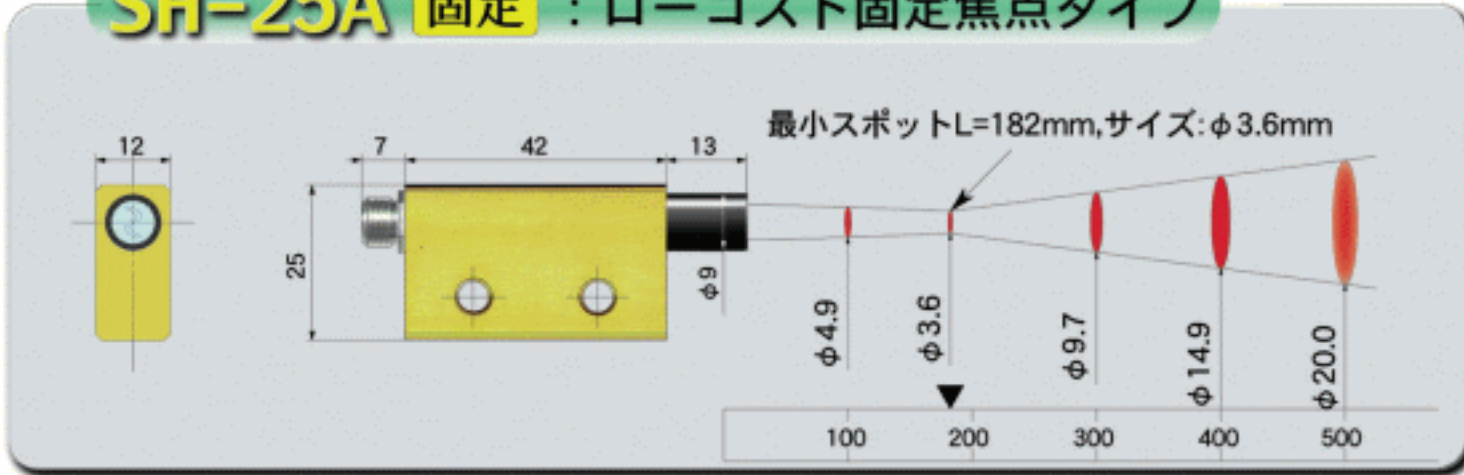 SH-25A 固定 :ローコスト固定焦点タイプ
最小スポットL=182mm,サイズ:φ3.6mm
12
7 42 13
25
φ9
φ4.9
φ3.6
φ9.7
φ14.9
φ20.0
100 200 300 400 500